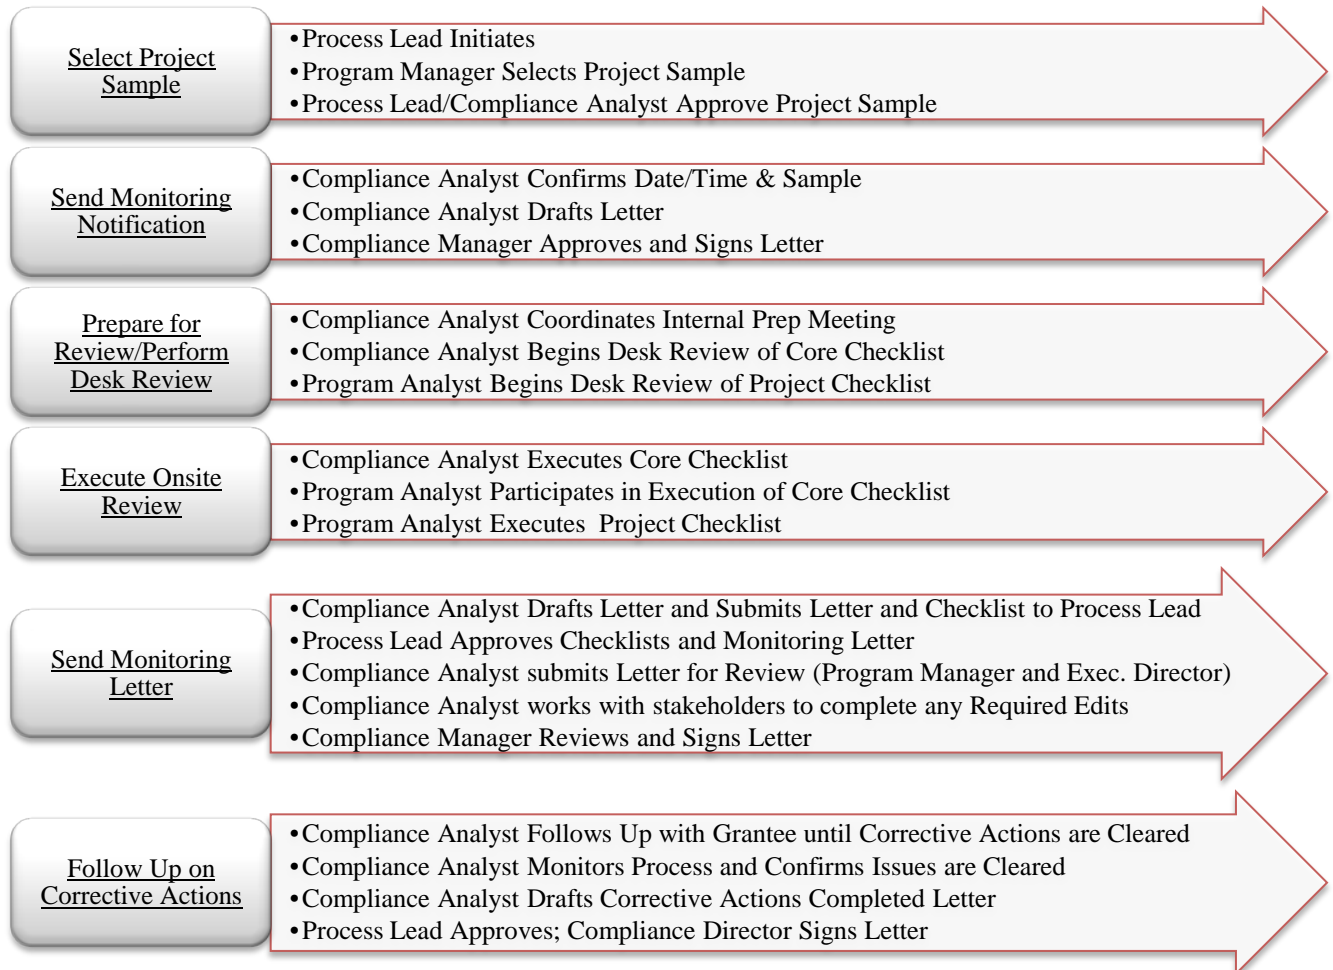 Select Project
Sample
•Process Lead Initiates
•Program Manager Selects Project Sample
•Process Lead/Compliance Analyst Approve Project Sample
Send Monitoring
Notification
•Compliance Analyst Confirms Date/Time & Sample
•Compliance Analyst Drafts Letter
•Compliance Manager Approves and Signs Letter
Prepare for
Review/Perform
Desk Review
•Compliance Analyst Coordinates Internal Prep Meeting
•Compliance Analyst Begins Desk Review of Core Checklist
•Program Analyst Begins Desk Review of Project Checklist
Execute Onsite
Review
•Compliance Analyst Executes Core Checklist
•Program Analyst Participates in Execution of Core Checklist
•Program Analyst Executes  Project Checklist
Send Monitoring
Letter
•Compliance Analyst Drafts Letter and Submits Letter and Checklist to Process Lead
•Process Lead Approves Checklists and Monitoring Letter
•Compliance Analyst submits Letter for Review (Program Manager and Exec. Director)
•Compliance Analyst works with stakeholders to complete any Required Edits
•Compliance Manager Reviews and Signs Letter
Follow Up on
Corrective Actions
•Compliance Analyst Follows Up with Grantee until Corrective Actions are Cleared
•Compliance Analyst Monitors Process and Confirms Issues are Cleared
•Compliance Analyst Drafts Corrective Actions Completed Letter
•Process Lead Approves; Compliance Director Signs Letter